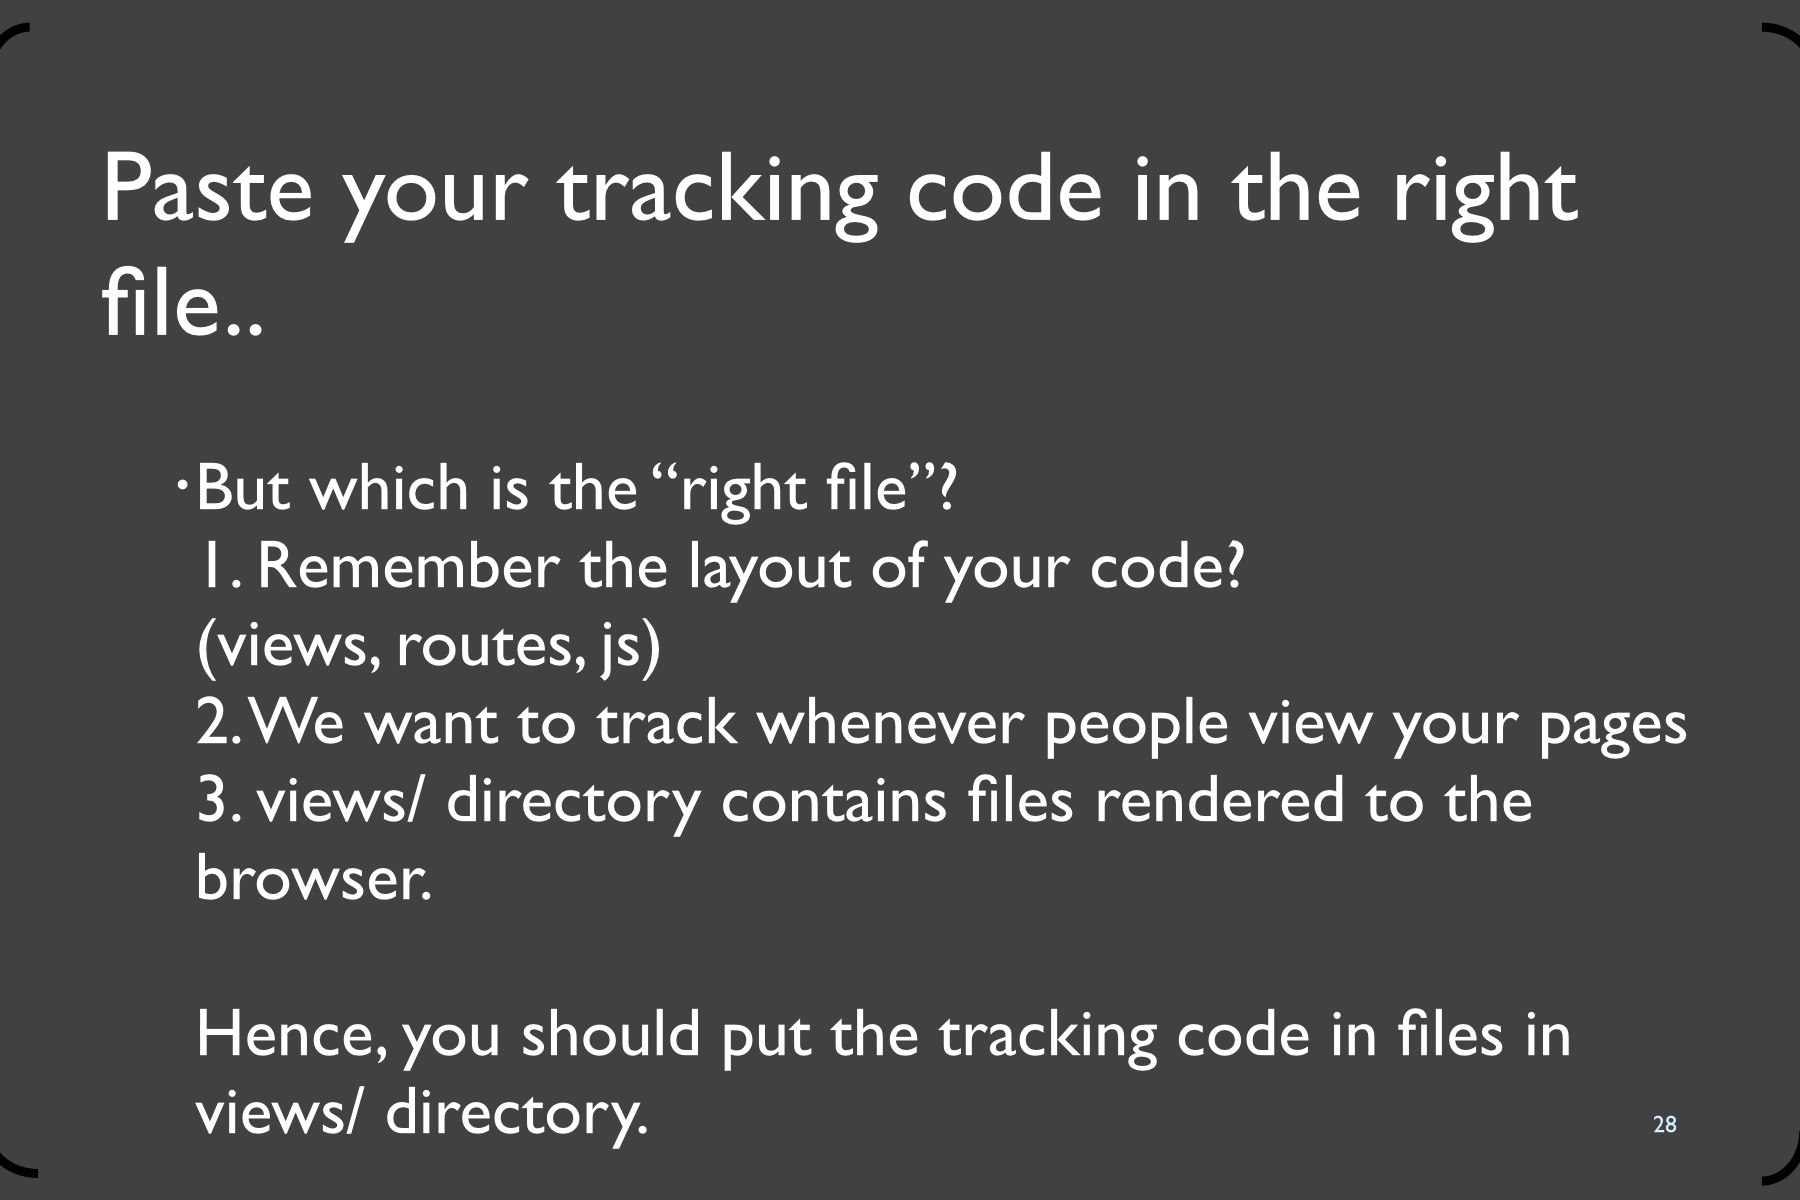 Paste your tracking code in the right
file..
·But which is the “right file”?
1. Remember the layout of your code?
(views, routes, js)
2. We want to track whenever people view your pages
3. views/ directory contains files rendered to the
browser.
Hence, you should put the tracking code in files in
views/ directory.
28